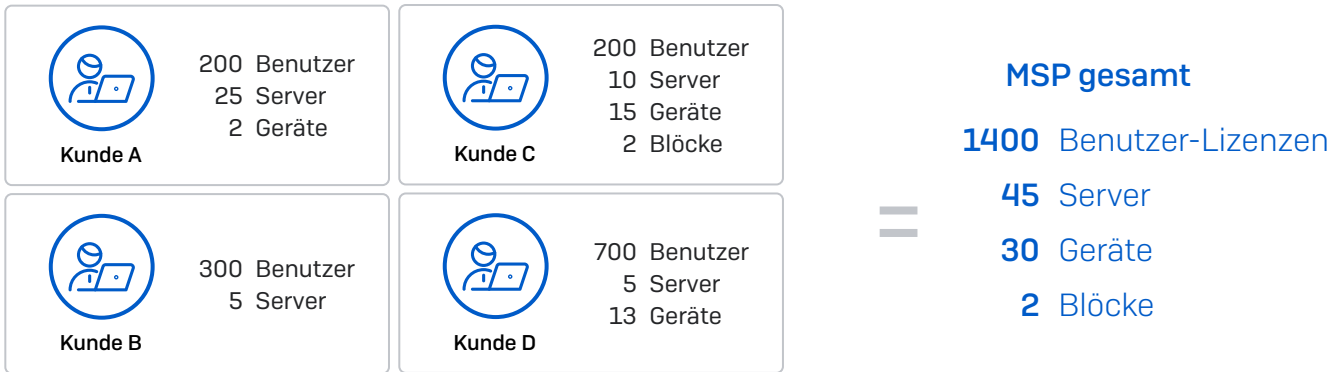 200 Benutzer
25 Server
2 Geräte
Kunde A
200 Benutzer
10 Server
15 Geräte
2 Blöcke
Kunde C
300 Benutzer
5 Server
Kunde B
700 Benutzer
5 Server
13 Geräte
Kunde D
=
MSP gesamt
1400 Benutzer-Lizenzen
45 Server
30 Geräte
2 Blöcke